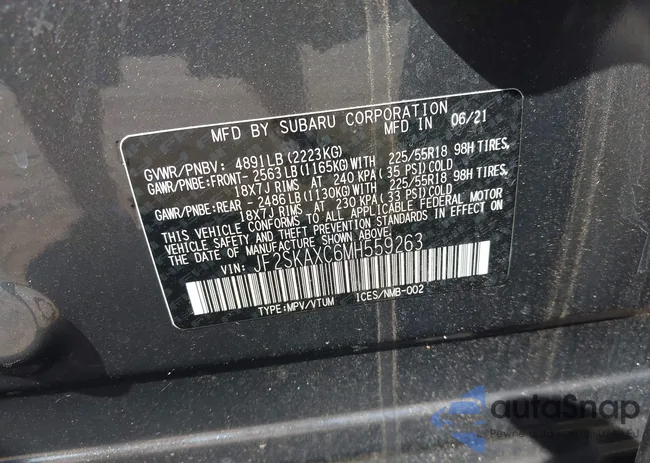 MFD BY SUBARU CORPORATION
MFD IN 06/21
GVWR/PNBV: 4891LB(2223KG)
GAWR/PNBE:FRONT- 2563LB(1165KG)WITH 225/55R18 98H TIRES,
18X7J RIMS AT 240 KPA(35 PSI)COLD
GAWR/PNBE:REAR - 2486LB(1130KG)WITH 225/55R18 98H TIRES,
18X7J RIMS AT 230 KPA(33 PSI)COLD
THIS VEHICLE CONFORMS TO ALL APPLICABLE FEDERAL MOTOR
VEHICLE SAFETY AND THEFT PREVENTION STANDARDS IN EFFECT ON
THE DATE OF MANUFACTURE SHOWN ABOVE.
VIN: JF2SKAXC6MH559263
TYPE:MPV/VTUM ICES/NMB-002
autoSnap